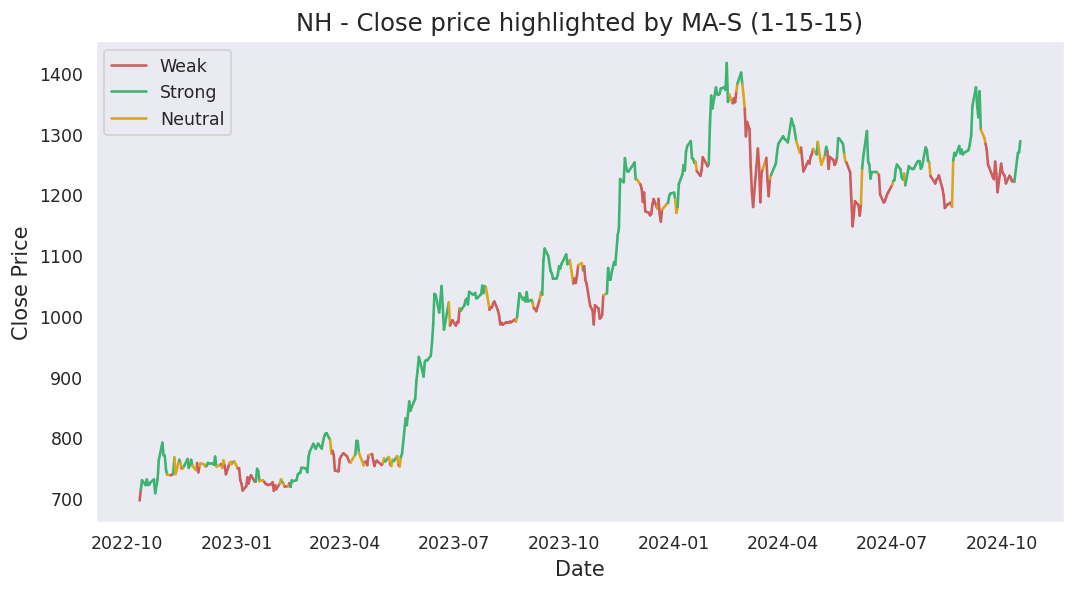 NH - Close price highlighted by MA-S (1-15-15)
Weak
Strong
Neutral
Close Price
1400
1300
1200
1100
1000
900
800
700
2022-10 2023-01 2023-04 2023-07 2023-10 2024-01 2024-04 2024-07 2024-10
Date